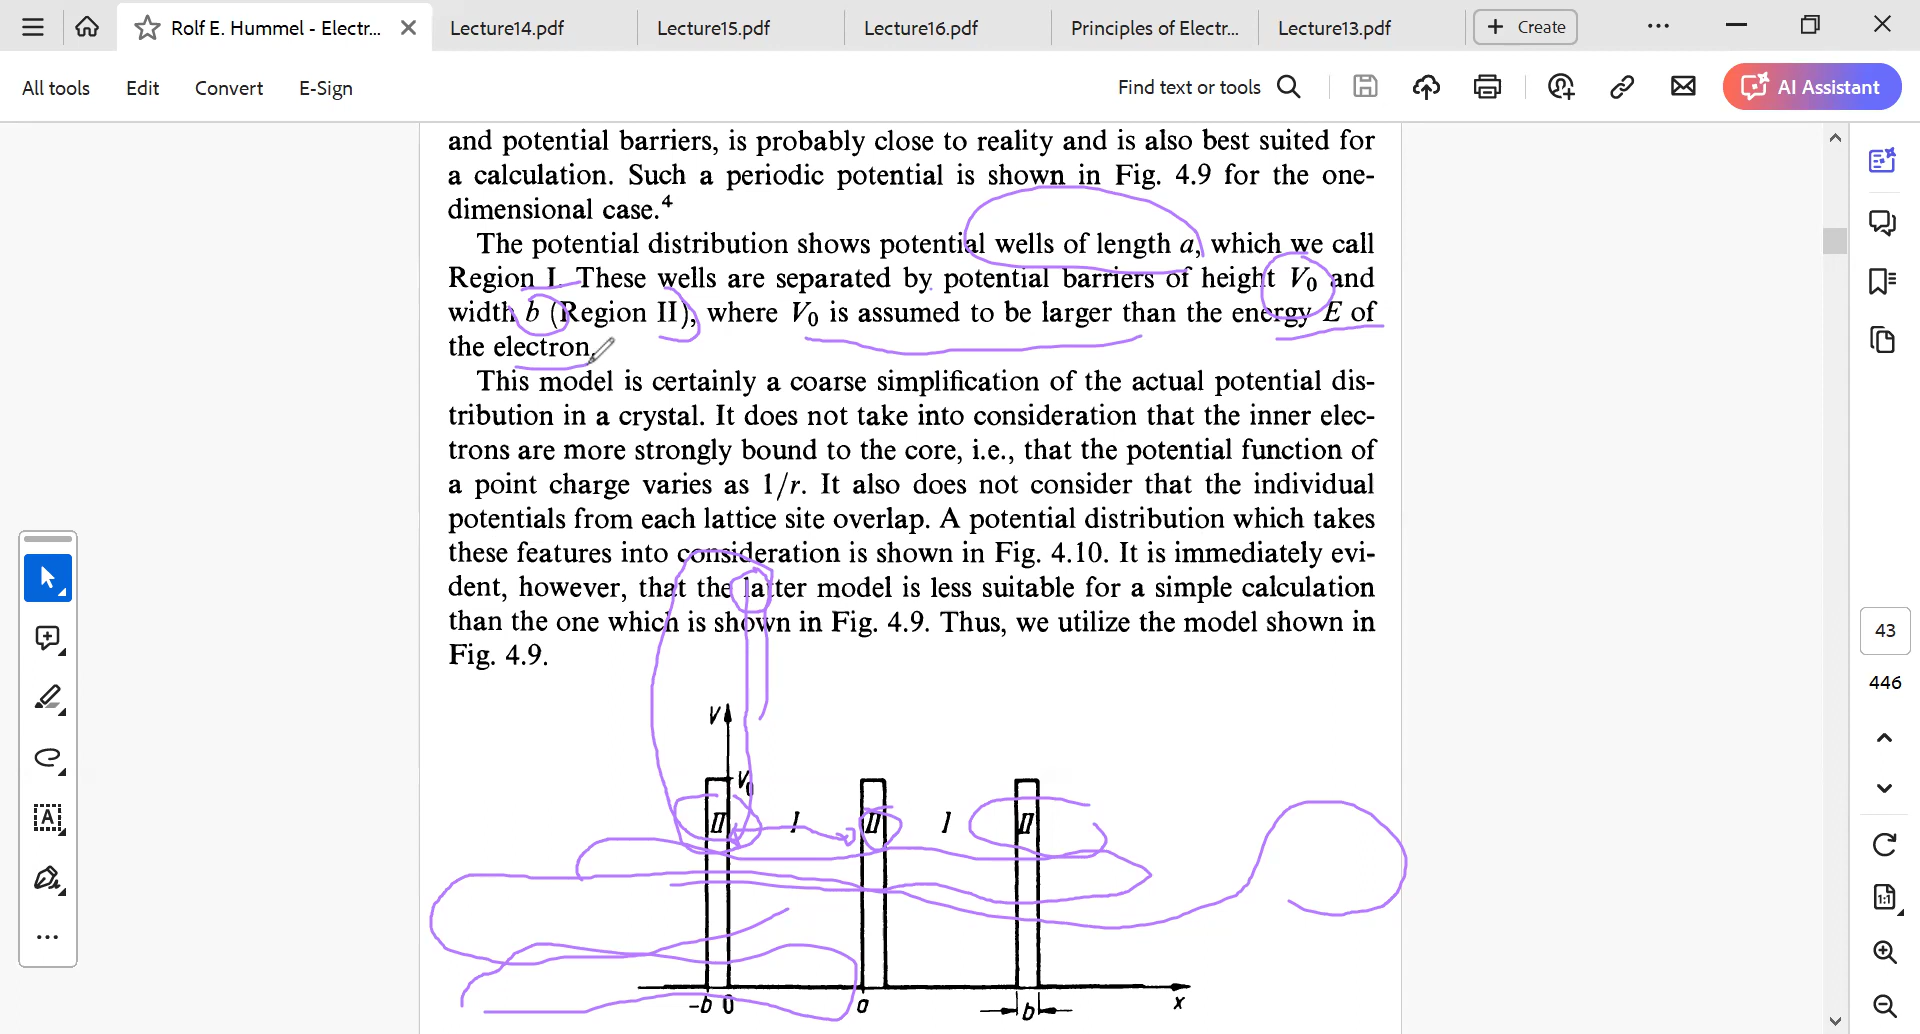 Rolf E. Hummel - Electr...
Lecture14.pdf
Lecture15.pdf
Lecture16.pdf
Principles of Electr...
Lecture13.pdf
Create
All tools
Edit
Convert
E-Sign
Find text or tools
AI Assistant
and potential barriers, is probably close to reality and is also best suited for
a calculation. Such a periodic potential is shown in Fig. 4.9 for the one-
dimensional case.⁴
The potential distribution shows potential wells of length a, which we call
Region I. These wells are separated by potential barriers of height V₀ and
width b (Region II), where V₀ is assumed to be larger than the energy E of
the electron.
This model is certainly a coarse simplification of the actual potential dis-
tribution in a crystal. It does not take into consideration that the inner elec-
trons are more strongly bound to the core, i.e., that the potential function of
a point charge varies as 1/r. It also does not consider that the individual
potentials from each lattice site overlap. A potential distribution which takes
these features into consideration is shown in Fig. 4.10. It is immediately evi-
dent, however, that the latter model is less suitable for a simple calculation
than the one which is shown in Fig. 4.9. Thus, we utilize the model shown in
Fig. 4.9.
V
V₀
II I II I II
-b 0 a b x
43
446
1:1
A